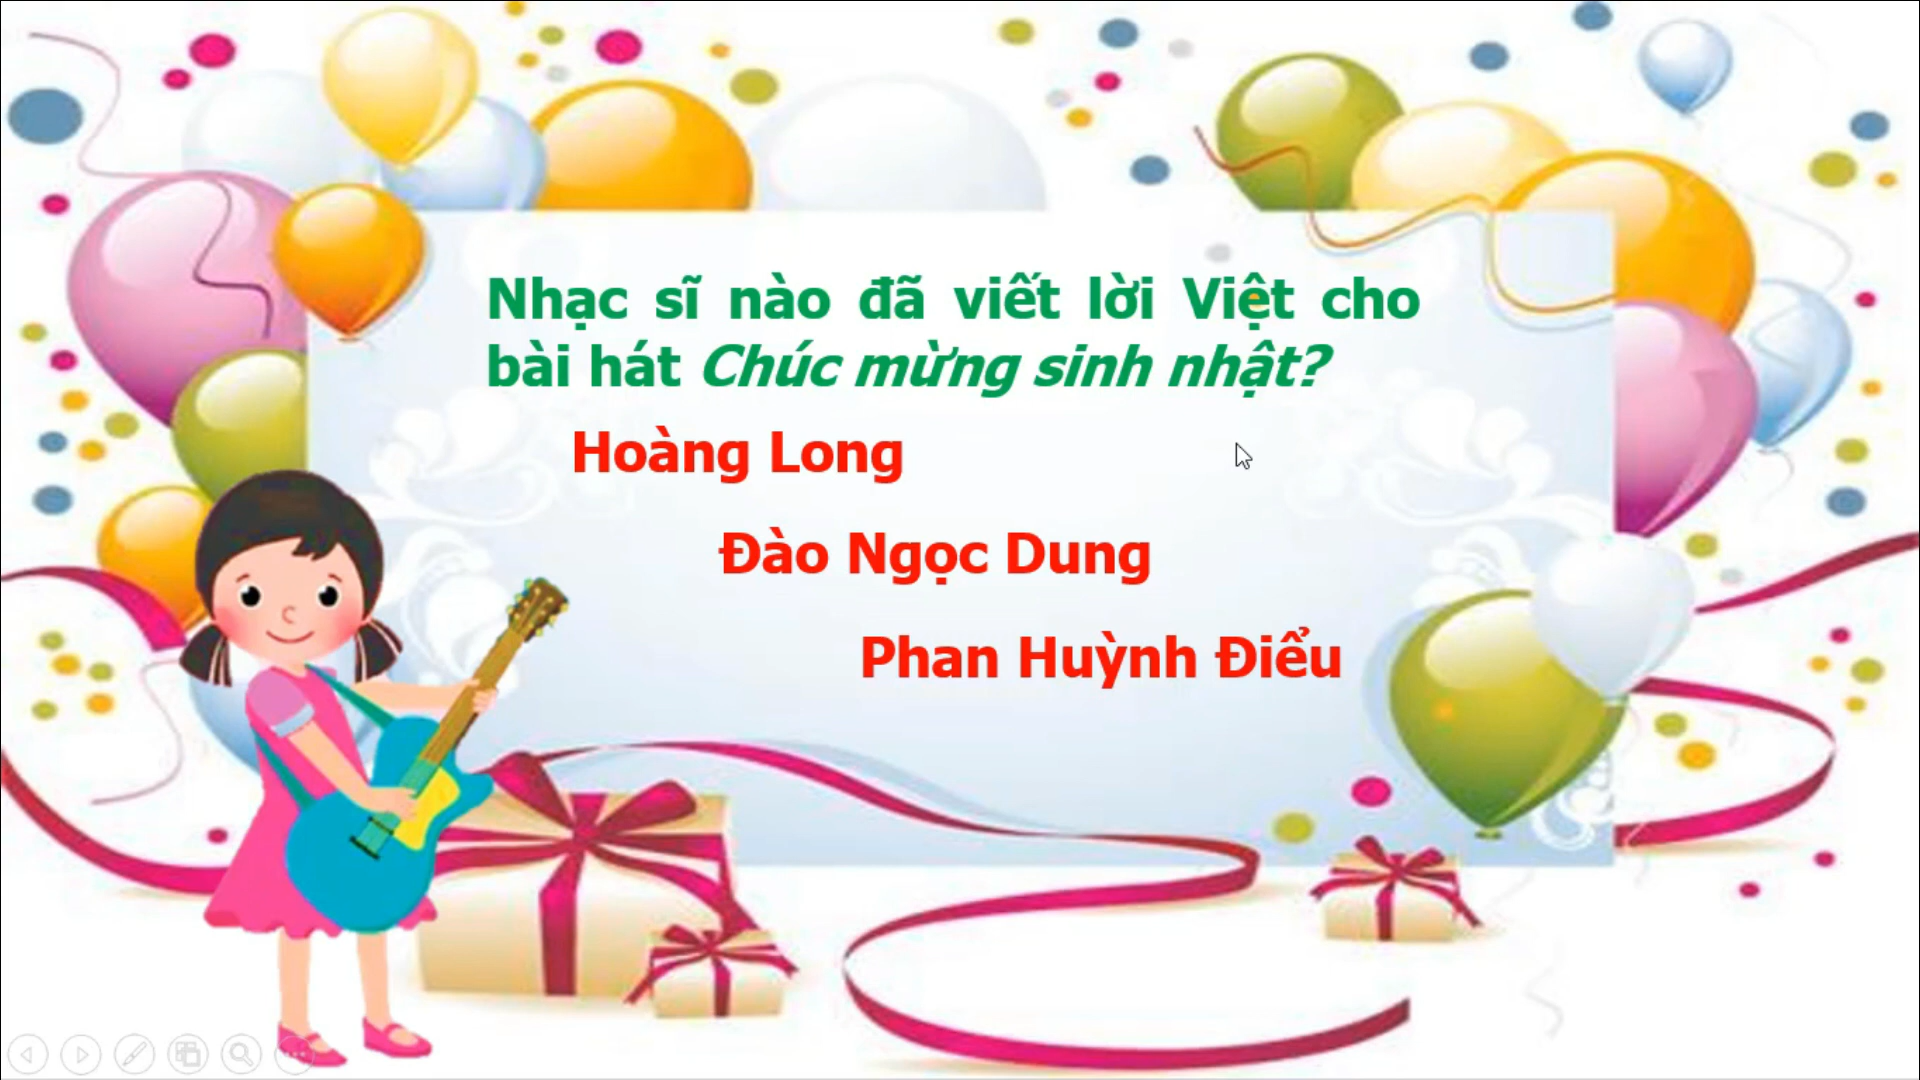 Nhạc sĩ nào đã viết lời Việt cho
bài hát Chúc mừng sinh nhật?
Hoàng Long
Đào Ngọc Dung
Phan Huỳnh Điểu